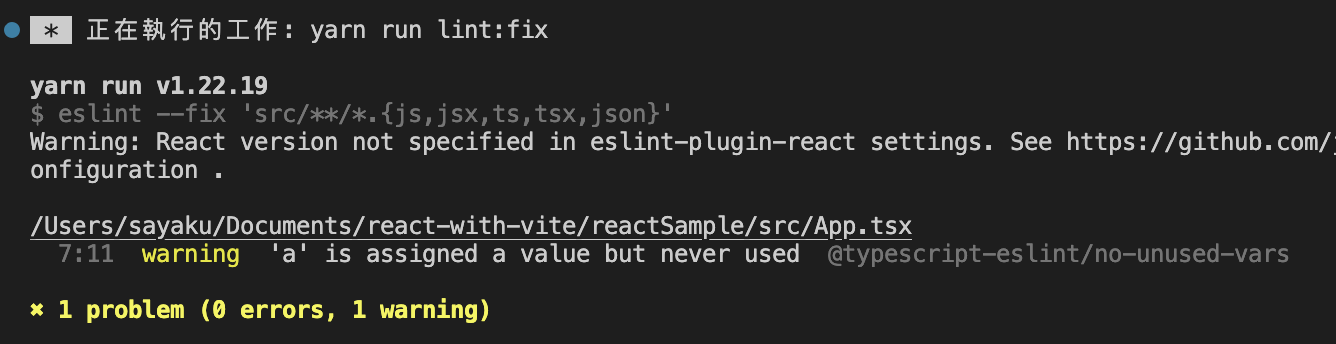 * 正在執行的工作: yarn run lint:fix
yarn run v1.22.19
$ eslint --fix 'src/**/*.{js,jsx,ts,tsx,json}'
Warning: React version not specified in eslint-plugin-react settings. See https://github.com/j
onfiguration .
/Users/sayaku/Documents/react-with-vite/reactSample/src/App.tsx
7:11 warning 'a' is assigned a value but never used @typescript-eslint/no-unused-vars
✖ 1 problem (0 errors, 1 warning)